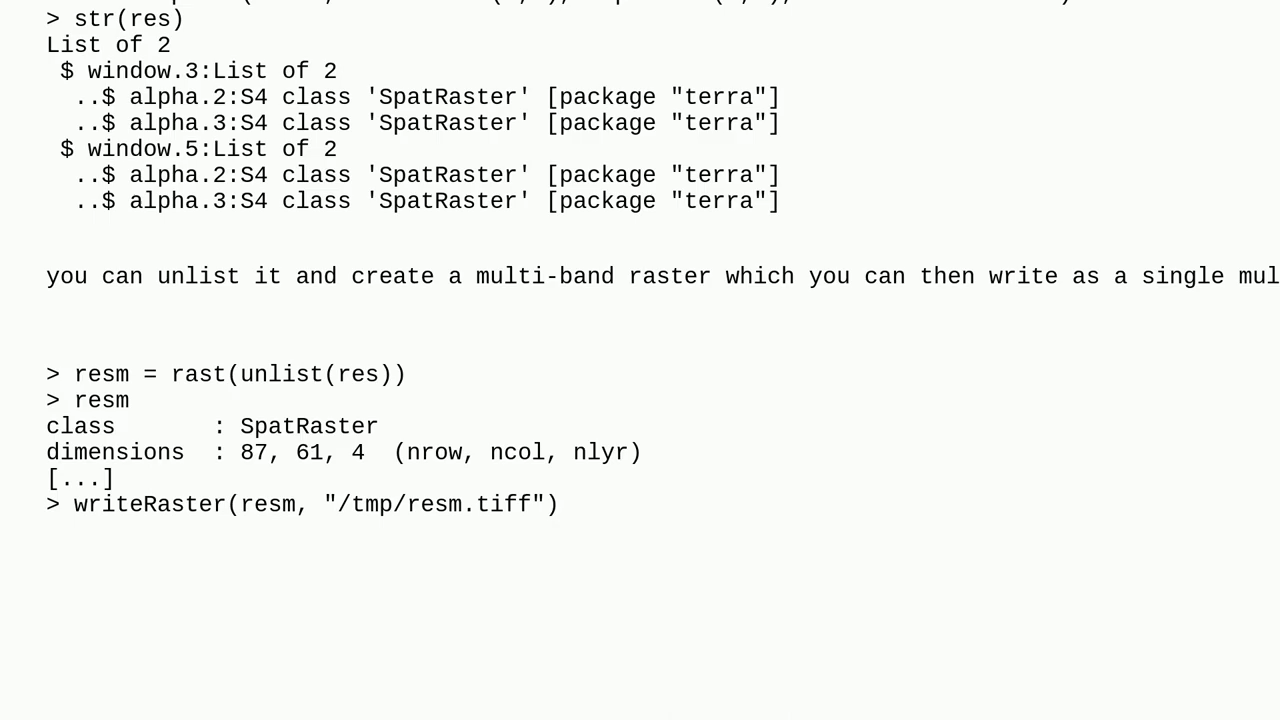 > str(res)
List of 2
 $ window.3:List of 2
  ..$ alpha.2:S4 class 'SpatRaster' [package "terra"]
  ..$ alpha.3:S4 class 'SpatRaster' [package "terra"]
 $ window.5:List of 2
  ..$ alpha.2:S4 class 'SpatRaster' [package "terra"]
  ..$ alpha.3:S4 class 'SpatRaster' [package "terra"]
you can unlist it and create a multi-band raster which you can then write as a single mul
> resm = rast(unlist(res))
> resm
class       : SpatRaster
dimensions  : 87, 61, 4  (nrow, ncol, nlyr)
[...]
> writeRaster(resm, "/tmp/resm.tiff")